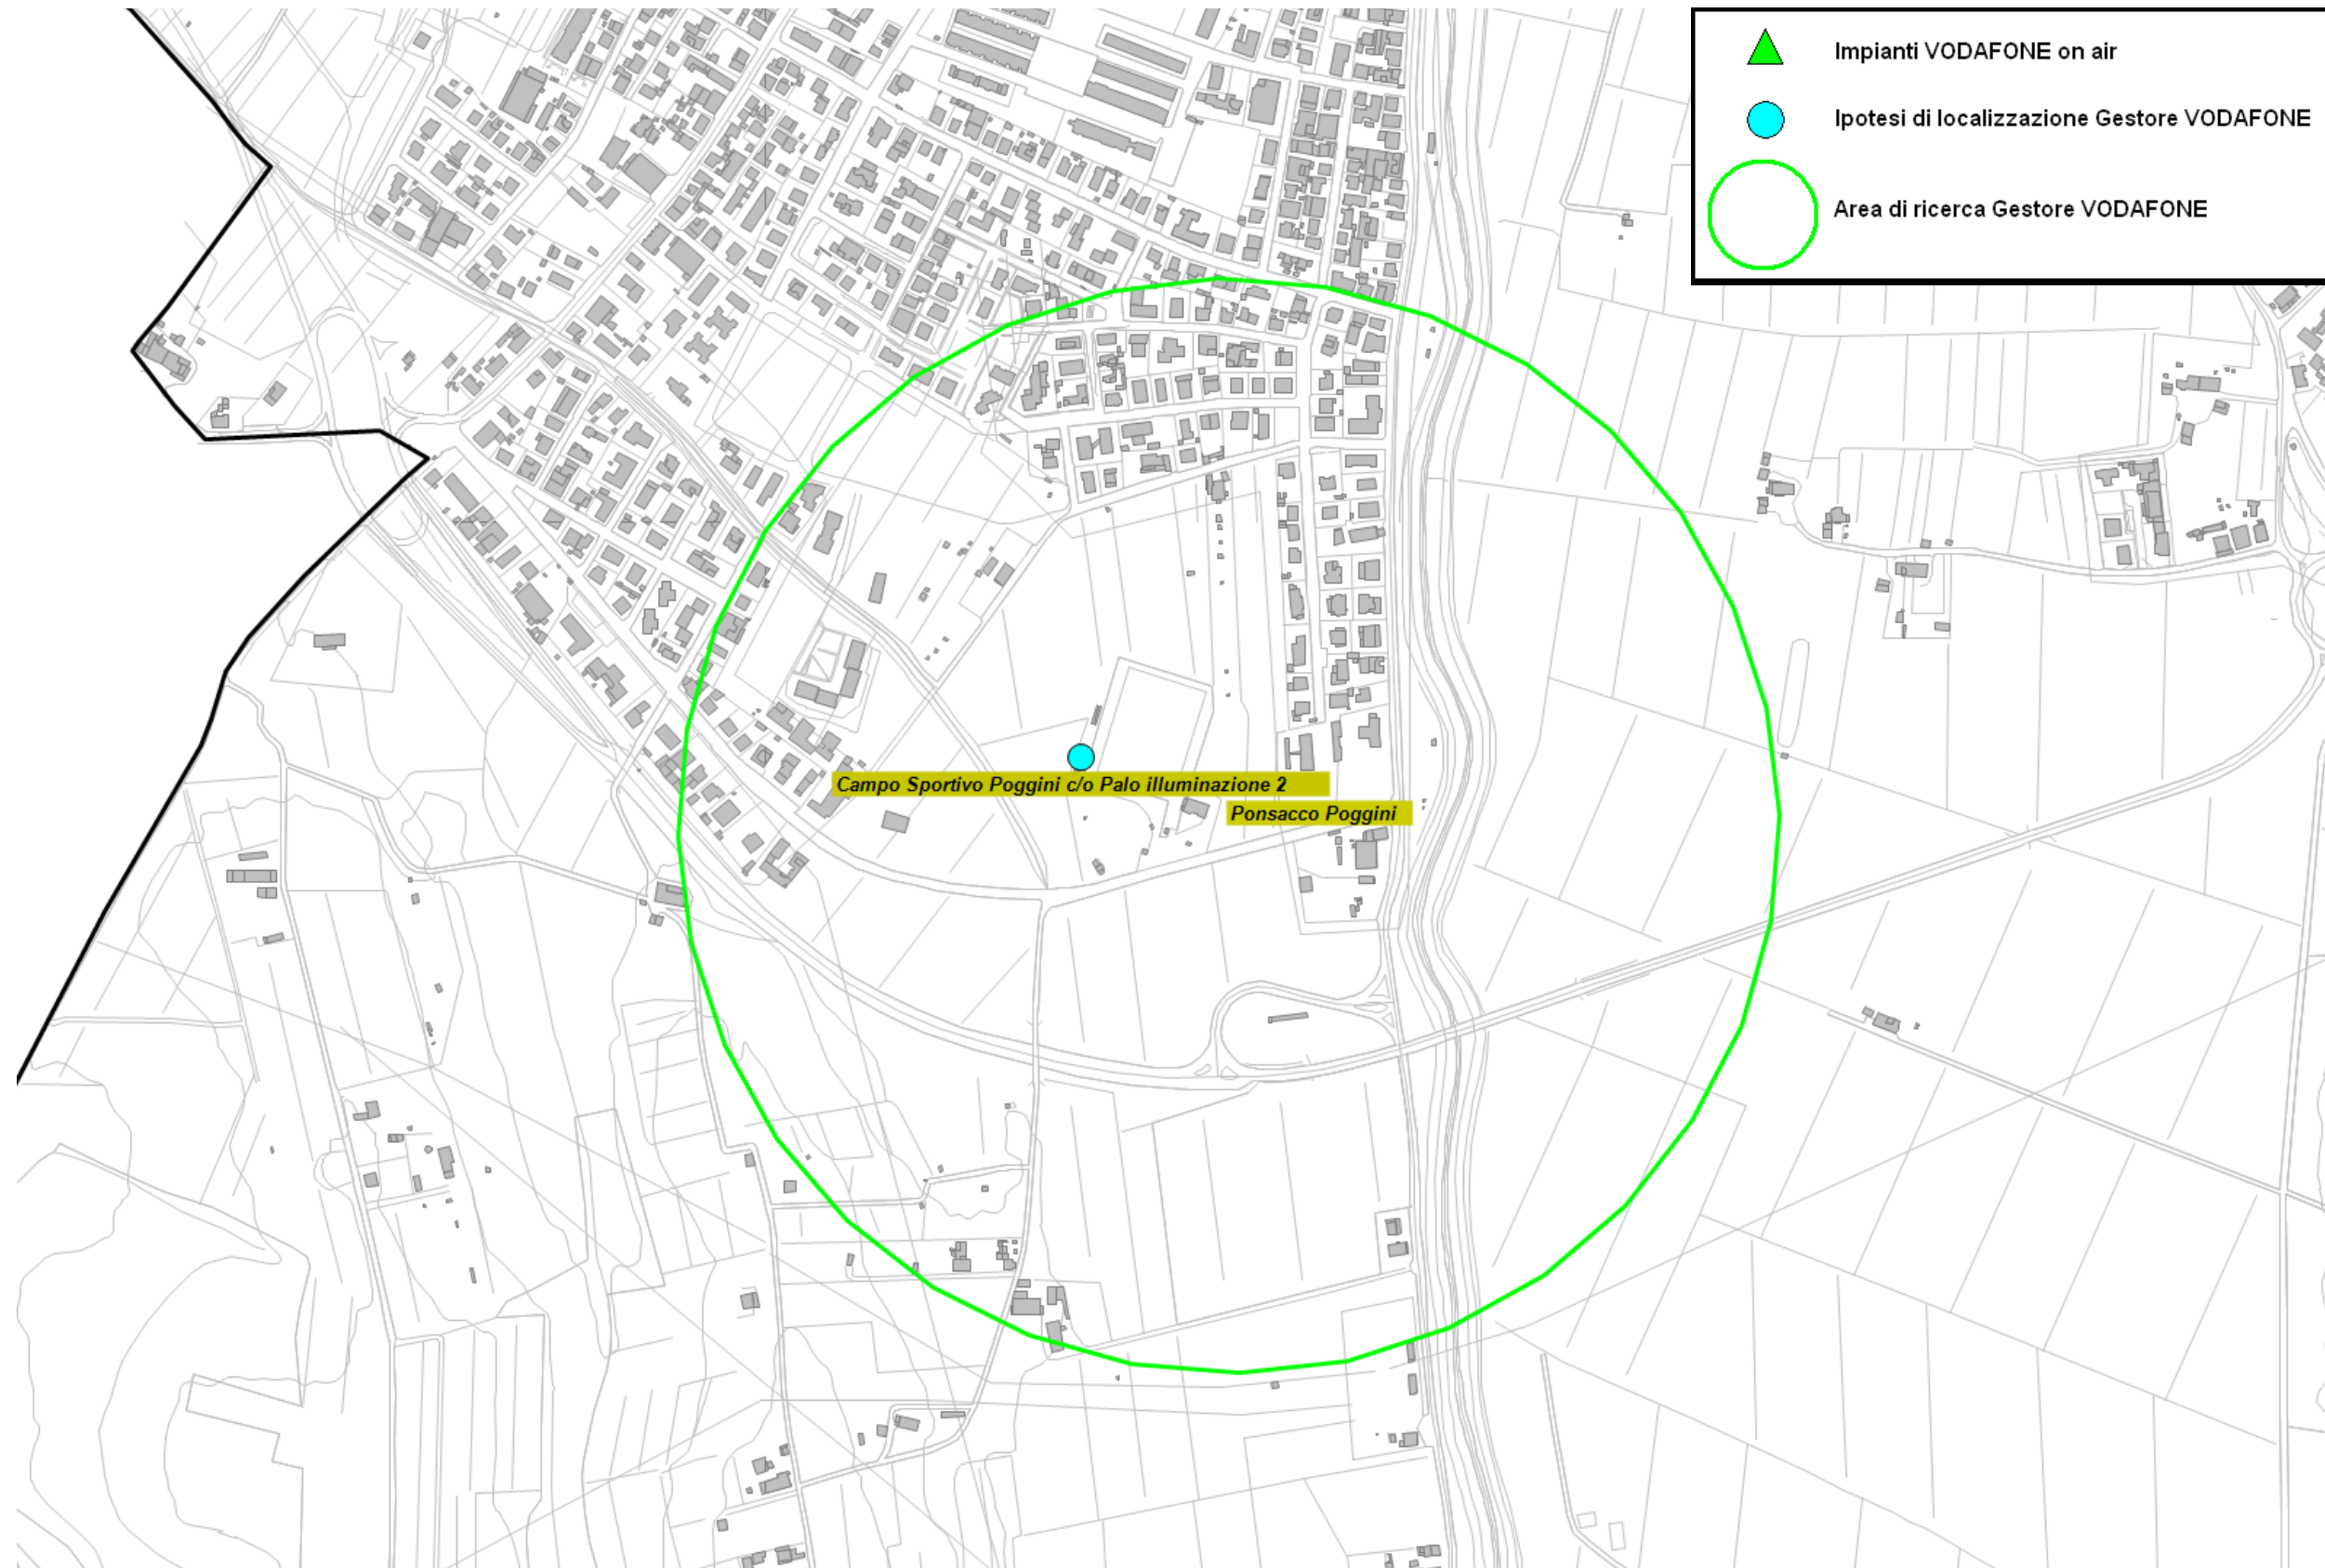 Impianti VODAFONE on air
Ipotesi di localizzazione Gestore VODAFONE
Area di ricerca Gestore VODAFONE
Campo Sportivo Poggini c/o Palo illuminazione 2
Ponsacco Poggini